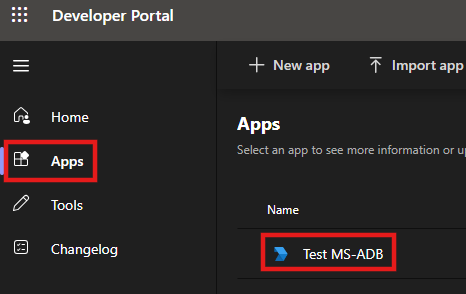 Developer Portal
New app
Import app
Home
Apps
Tools
Changelog
Apps
Select an app to see more information or
Name
Test MS-ADB